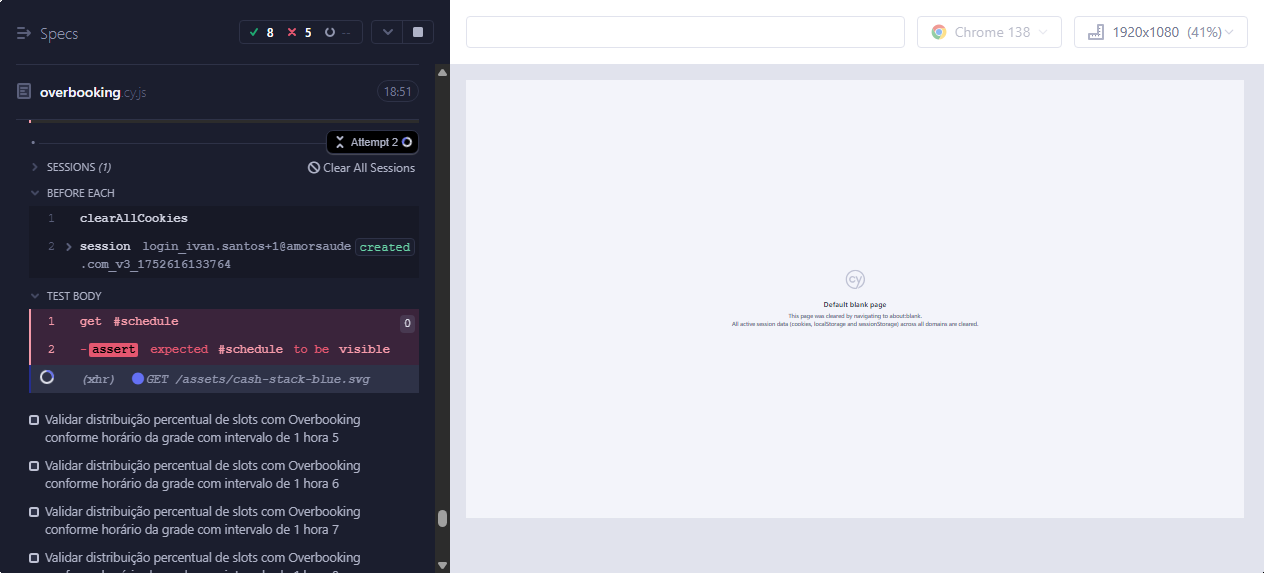 Specs
8 5 --
Chrome 138
1920x1080 (41%)
overbooking.cy.js
18:51
Attempt 2
SESSIONS (1)
Clear All Sessions
BEFORE EACH
1 clearAllCookies
2 session login_ivan.santos+1@amorsaude
.com_v3_1752616133764
created
TEST BODY
1 get #schedule 0
2 -assert expected #schedule to be visible
(xhr) GET /assets/cash-stack-blue.svg
Validar distribuição percentual de slots com Overbooking
conforme horário da grade com intervalo de 1 hora 5
Validar distribuição percentual de slots com Overbooking
conforme horário da grade com intervalo de 1 hora 6
Validar distribuição percentual de slots com Overbooking
conforme horário da grade com intervalo de 1 hora 7
Validar distribuição percentual de slots com Overbooking
cy
Default blank page
This page was cleared by navigating to about:blank.
All active session data (cookies, localStorage and sessionStorage) across all domains are cleared.